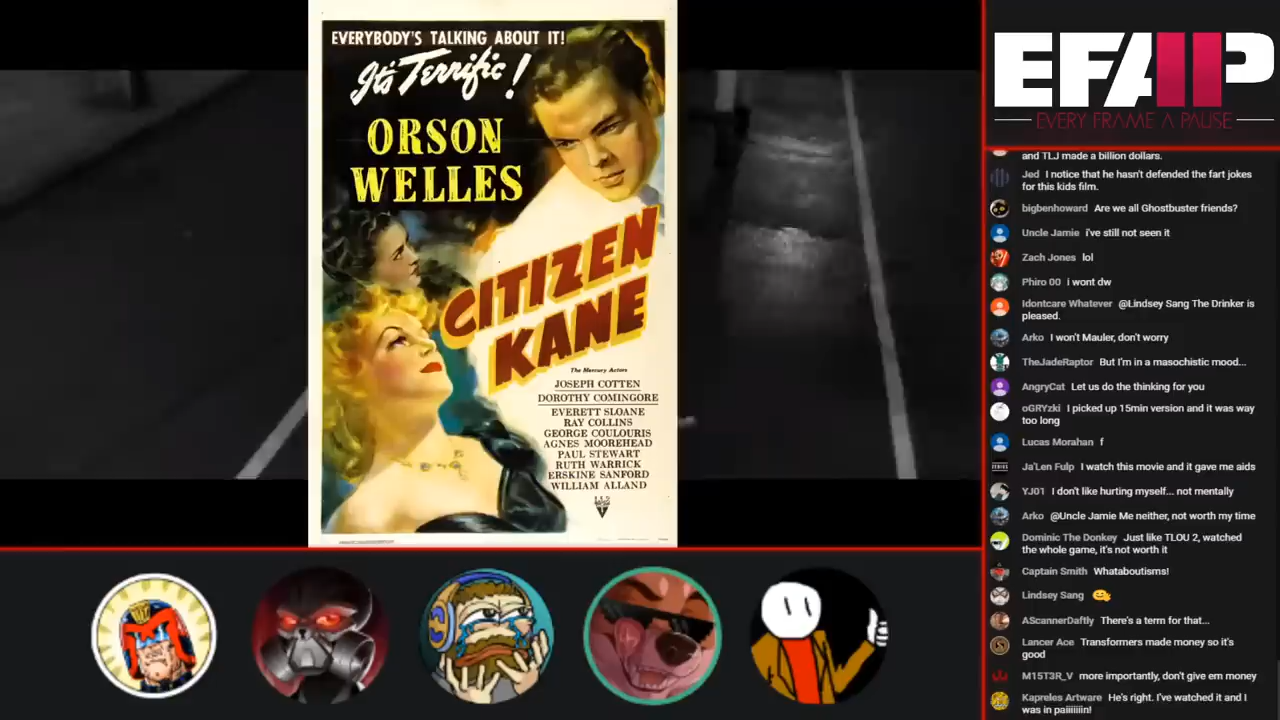 EVERYBODY'S TALKING ABOUT IT!
It's Terrific!
ORSON
WELLES
CITIZEN
KANE
The Mercury Actors
JOSEPH COTTEN
DOROTHY COMINGORE
EVERETT SLOANE
RAY COLLINS
GEORGE COULOURIS
AGNES MOOREHEAD
PAUL STEWART
RUTH WARRICK
ERSKINE SANFORD
WILLIAM ALLAND
EFAP
EVERY FRAME A PAUSE
and TLJ made a billion dollars.
Jed I notice that he hasn't defended the fart jokes
for this kids film.
bigbenhoward Are we all Ghostbuster friends?
Uncle Jamie i've still not seen it
Zach Jones lol
Phiro 00 i wont dw
Idontcare Whatever @Lindsey Sang The Drinker is
pleased.
Arko I won't Mauler, don't worry
TheJadeRaptor But I'm in a masochistic mood...
AngryCat Let us do the thinking for you
oGRYzki I picked up 15min version and it was way
too long
Lucas Morahan f
Ja'Len Fulp I watch this movie and it gave me aids
YJ01 I don't like hurting myself... not mentally
Arko @Uncle Jamie Me neither, not worth my time
Dominic The Donkey Just like TLOU 2, watched
the whole game, it's not worth it
Captain Smith Whataboutisms!
Lindsey Sang
AScannerDaftly There's a term for that...
Lancer Ace Transformers made money so it's
good
M15T3R_V more importantly, don't give em money
Kapreles Artware He's right. I've watched it and I
was in paiiiiiiin!